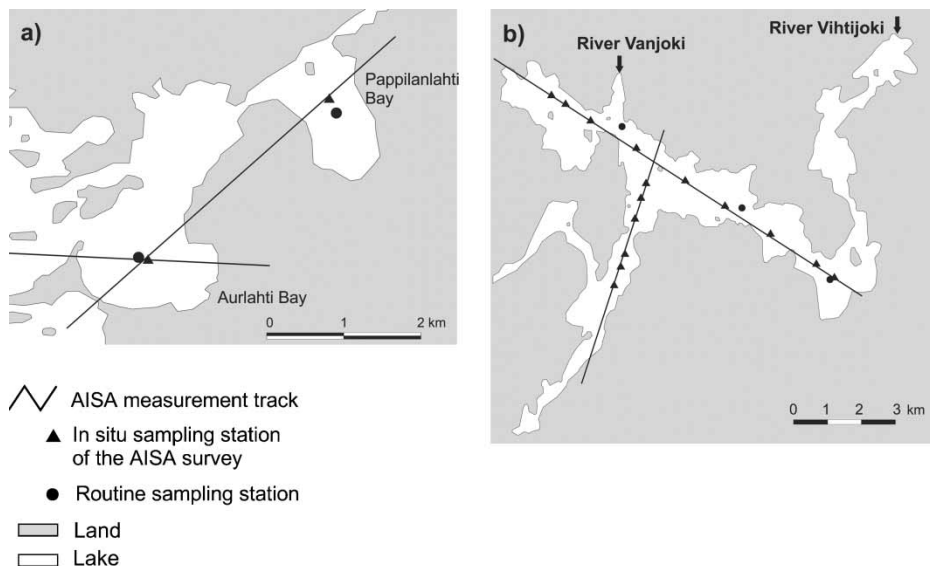 a)
Pappilanlahti
Bay
Aurlahti Bay
0 1 2 km
b)
River Vanjoki
River Vihtijoki
0 1 2 3 km
AISA measurement track
In situ sampling station
of the AISA survey
Routine sampling station
Land
Lake